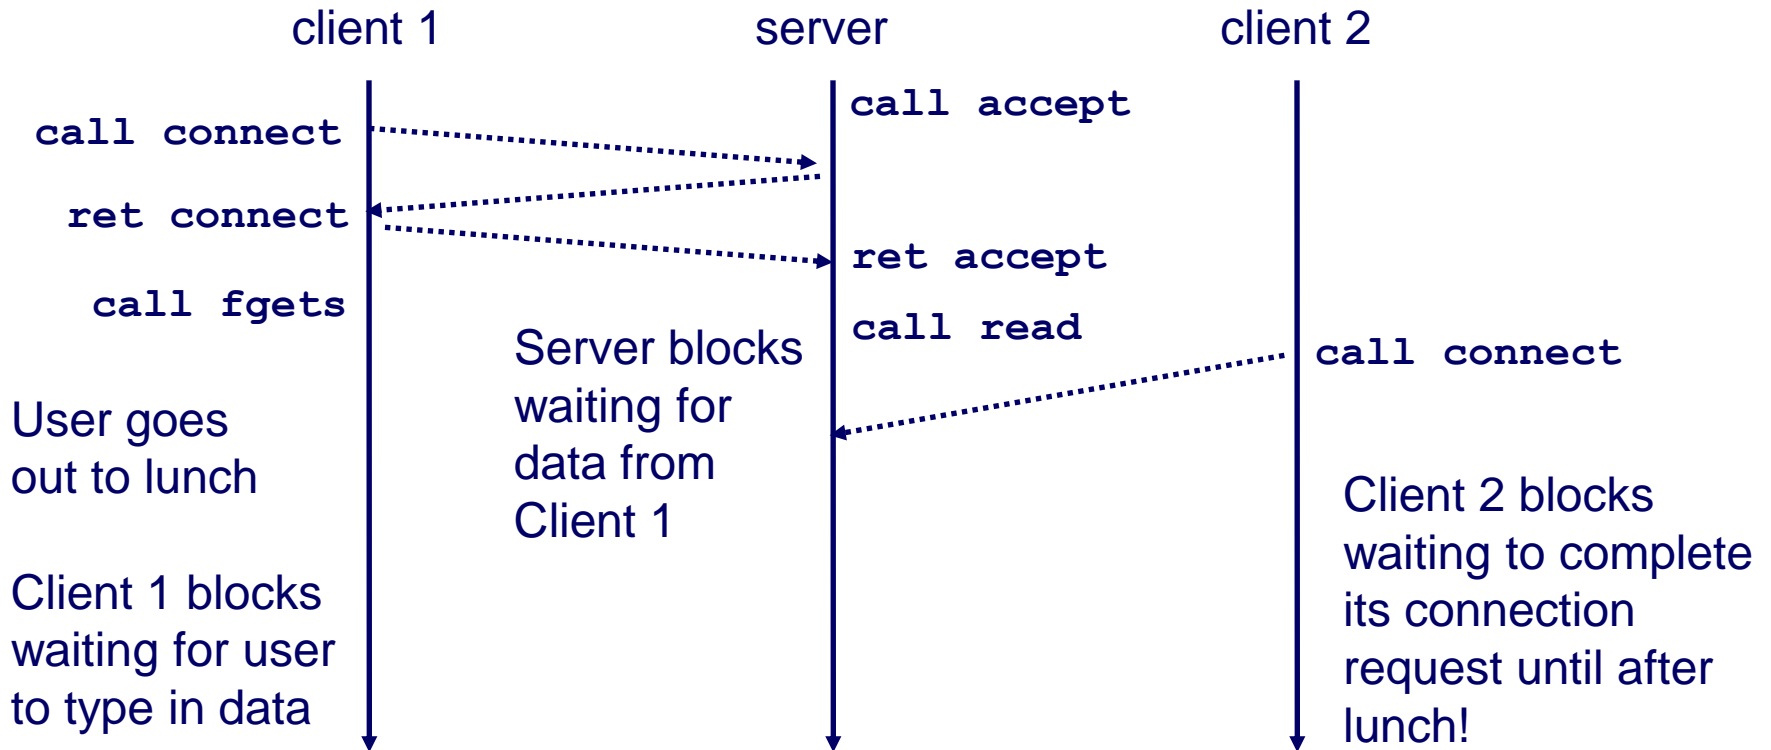 client 1
server
client 2
call accept
call connect
ret connect
ret accept
call fgets
call read
Server blocks
waiting for
data from
Client 1
call connect
User goes
out to lunch
Client 1 blocks
waiting for user
to type in data
Client 2 blocks
waiting to complete
its connection
request until after
lunch!